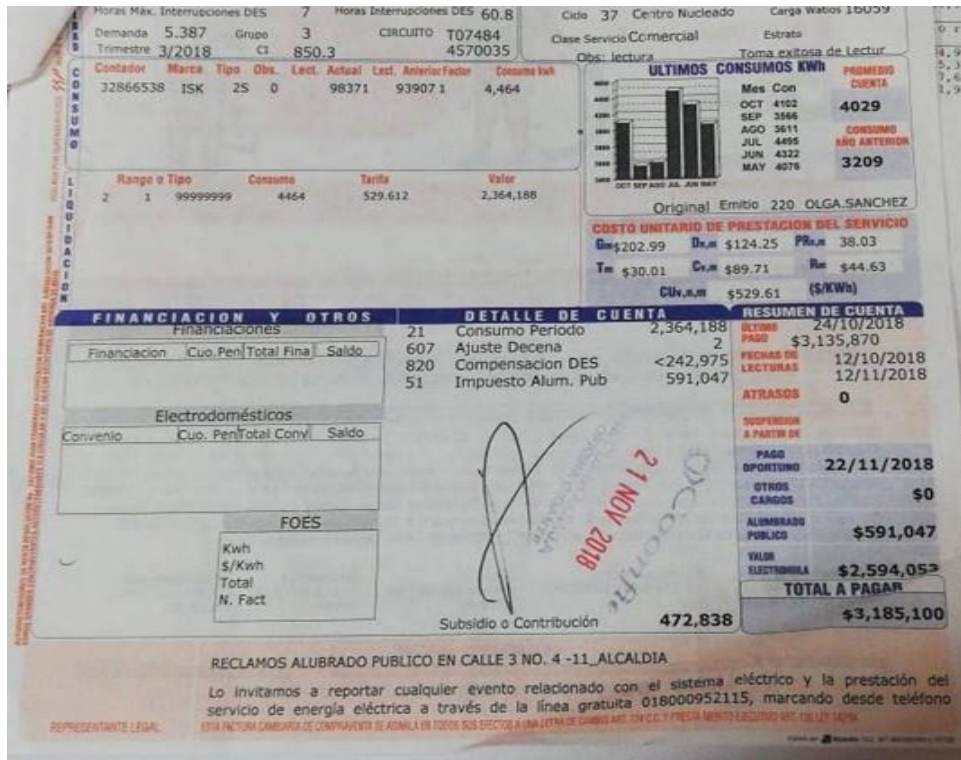 Horas Máx. Interrupciones DES 7 Horas Interrupciones DES 60.8
Ciclo 37 Centro Nucleado Carga Watios 16059
Demanda 5.387 Grupo 3 CIRCUITO T07484
Clase Servicio Comercial Estrato
Trimestre 3/2018 CI 850.3 4570035
Obs: lectura Toma exitosa de Lectur
CONSUMO
Contador Marca Tipo Obs. Lect. Actual Lect. Anterior Factor Consumo kwh
32866538 ISK 2S 0 98371 93907 1 4,464
ULTIMOS CONSUMOS KWh
Mes Con
OCT 4102
SEP 3566
AGO 3611
JUL 4495
JUN 4322
MAY 4076
OCT SEP AGO JUL JUN MAY
PROMEDIO CUENTA
4029
CONSUMO AÑO ANTERIOR
3209
LIQUIDACION
Rango o Tipo Consumo Tarifa Valor
2 1 99999999 4464 529.612 2,364,188
Original Emitio 220 OLGA.SANCHEZ
COSTO UNITARIO DE PRESTACION DEL SERVICIO
Gm $202.99 Dn,m $124.25 PRn,m 38.03
Tm $30.01 Cv,m $89.71 Rm $44.63
CUv,n,m $529.61 ($/KWh)
FINANCIACION Y OTROS
Financiaciones
Financiacion Cuo.Pen Total Fina Saldo
Electrodomésticos
Convenio Cuo. Pen Total Conv. Saldo
FOES
Kwh
$/Kwh
Total
N. Fact
DETALLE DE CUENTA
21 Consumo Periodo 2,364,188
607 Ajuste Decena 2
820 Compensacion DES <242,975
51 Impuesto Alum. Pub 591,047
21 NOV 2018
Subsidio o Contribución 472,838
RESUMEN DE CUENTA
ULTIMO PAGO 24/10/2018
$3,135,870
FECHAS DE LECTURAS 12/10/2018
12/11/2018
ATRASOS 0
SUSPENSION A PARTIR DE
PAGO OPORTUNO 22/11/2018
OTROS CARGOS $0
ALUMBRADO PUBLICO $591,047
VALOR ELECTROHUILA $2,594,053
TOTAL A PAGAR
$3,185,100
RECLAMOS ALUBRADO PUBLICO EN CALLE 3 NO. 4 -11_ALCALDIA
Lo invitamos a reportar cualquier evento relacionado con el sistema eléctrico y la prestación del
servicio de energía eléctrica a través de la línea gratuita 018000952115, marcando desde teléfono
REPRESENTANTE LEGAL